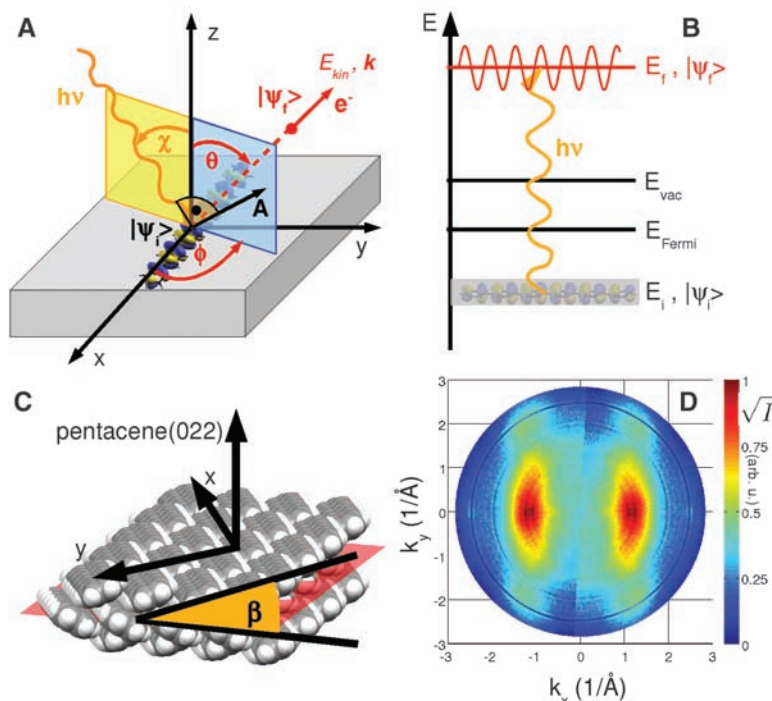 A
z
E_kin, k
|ψ_f>
e⁻
hν
χ
θ
A
|ψ_i>
y
ϕ
x
E
B
E_f , |ψ_f>
hν
E_vac
E_Fermi
E_i , |ψ_i>
C
pentacene(022)
x
y
β
D
3
2
1
0
-1
-2
-3
k_y (1/Å)
-3 -2 -1 0 1 2 3
k_x (1/Å)
1
0.75
0.5
0.25
0
√I
(arb. u.)